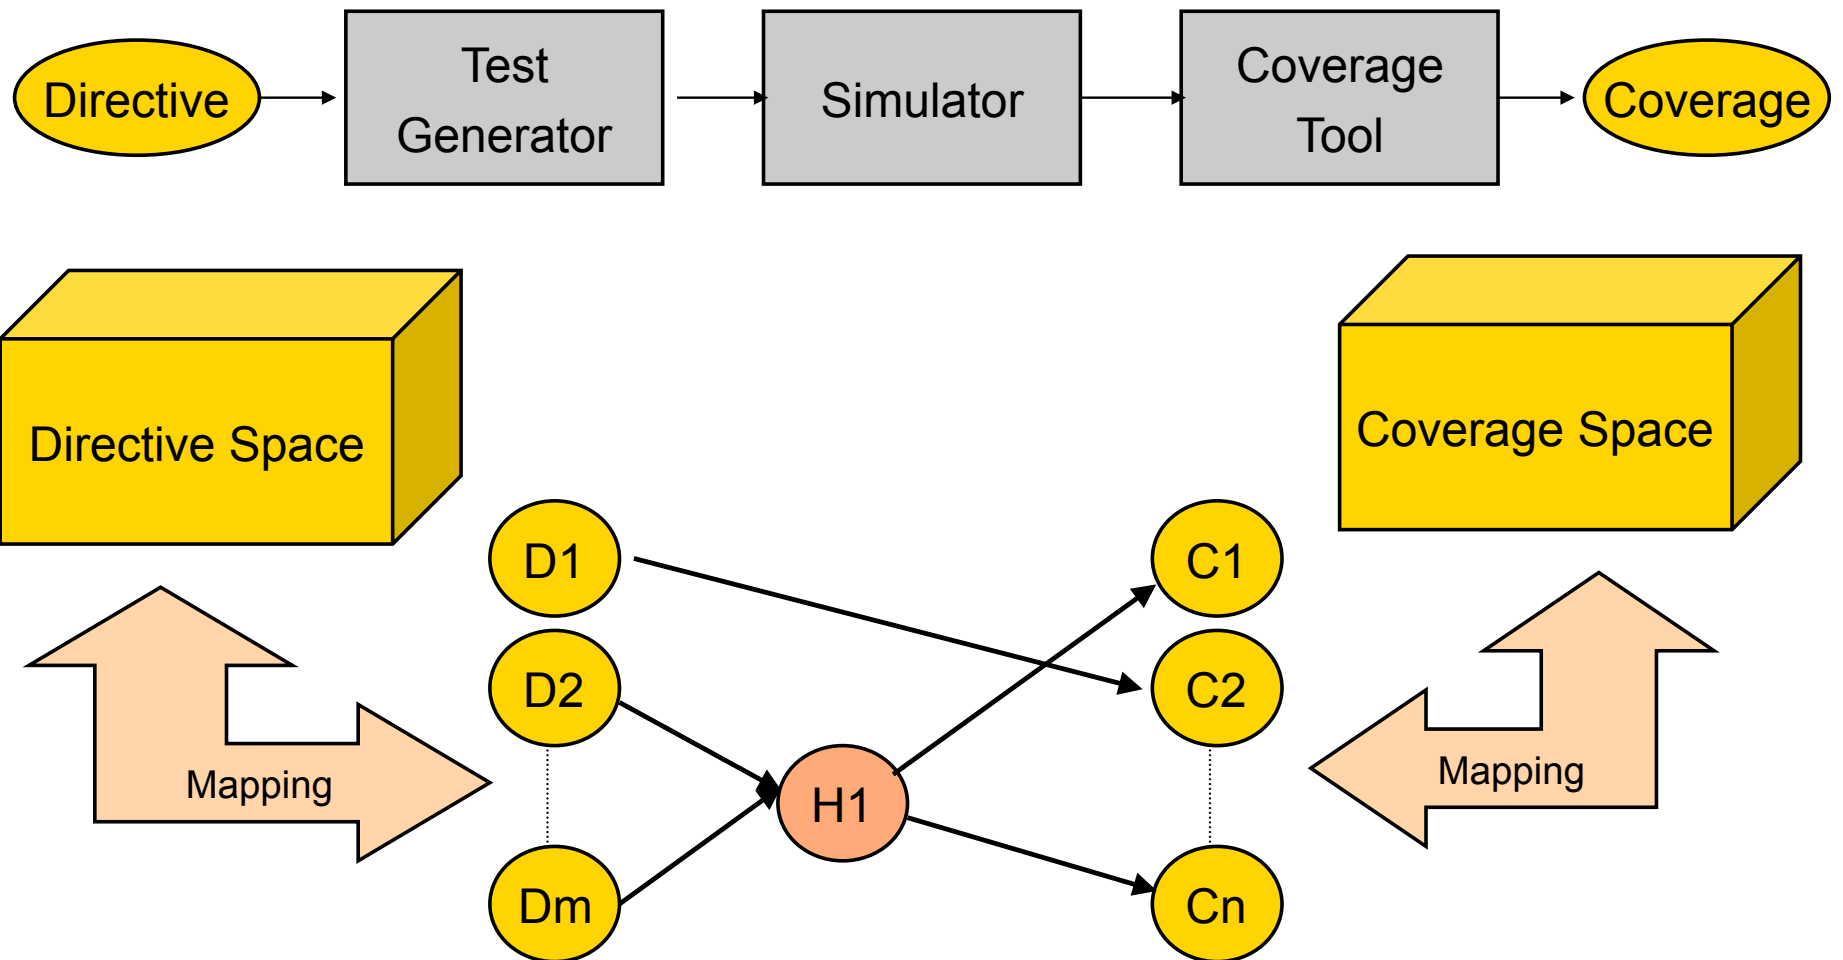 Directive
Test
Generator
Simulator
Coverage
Tool
Coverage
Directive Space
Coverage Space
D1
C1
D2
C2
Mapping
H1
Mapping
Dm
Cn